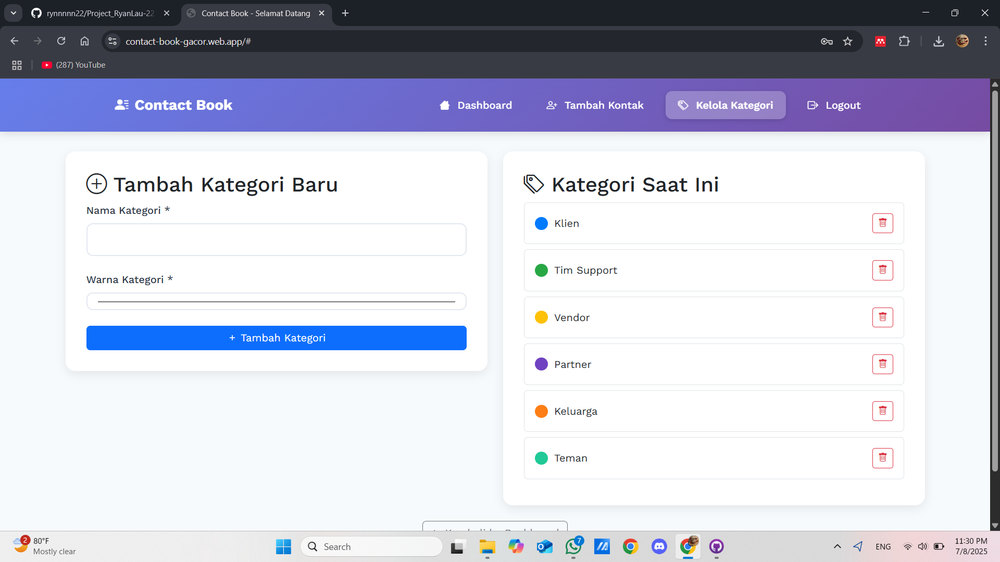 rynnnnn22/Project_RyanLau-22
Contact Book - Selamat Datang
contact-book-gacor.web.app/#
(287) YouTube
Contact Book
Dashboard
Tambah Kontak
Kelola Kategori
Logout
Tambah Kategori Baru
Nama Kategori *
Warna Kategori *
+ Tambah Kategori
Kategori Saat Ini
Klien
Tim Support
Vendor
Partner
Keluarga
Teman
2
80°F
Mostly clear
Search
7
ENG
11:30 PM
7/8/2025